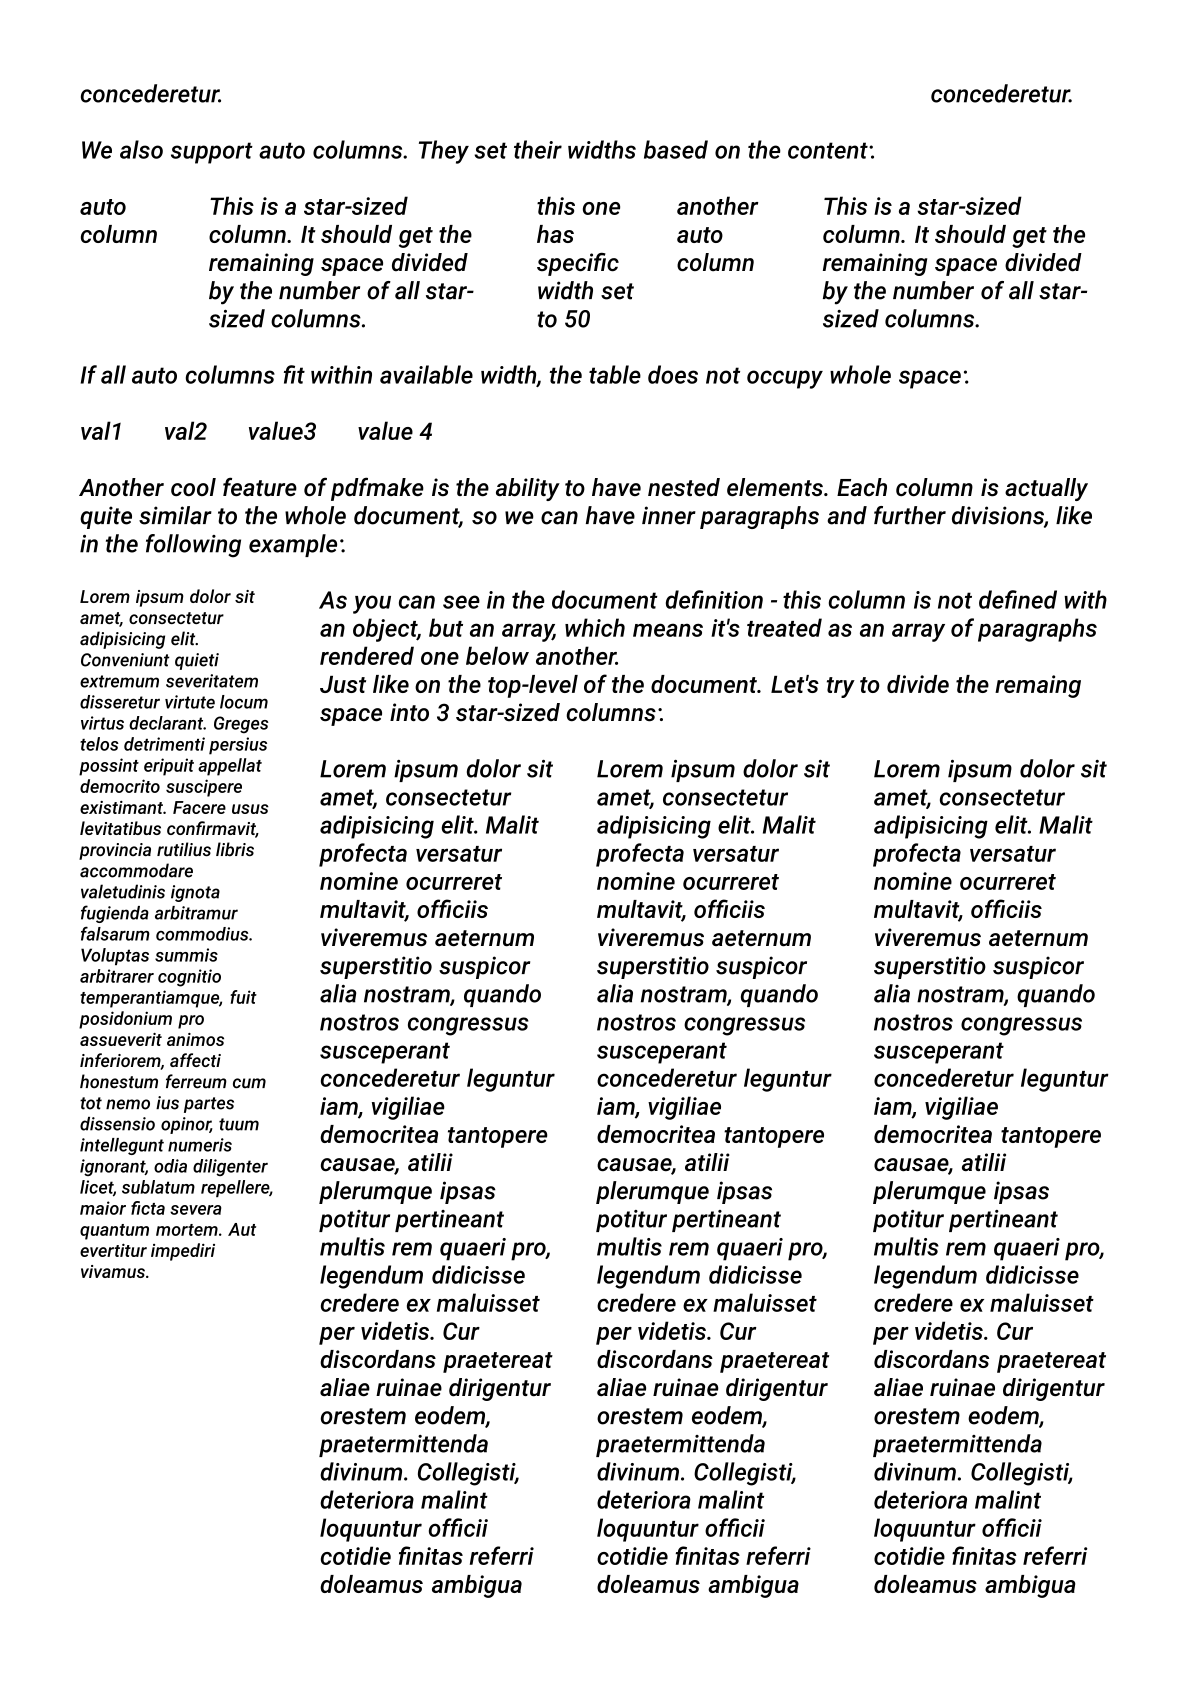 concederetur.
concederetur.
We also support auto columns. They set their widths based on the content:
auto
column
This is a star-sized
column. It should get the
remaining space divided
by the number of all star-
sized columns.
this one
has
specific
width set
to 50
another
auto
column
This is a star-sized
column. It should get the
remaining space divided
by the number of all star-
sized columns.
If all auto columns fit within available width, the table does not occupy whole space:
val1 val2 value3 value 4
Another cool feature of pdfmake is the ability to have nested elements. Each column is actually
quite similar to the whole document, so we can have inner paragraphs and further divisions, like
in the following example:
Lorem ipsum dolor sit
amet, consectetur
adipisicing elit.
Conveniunt quieti
extremum severitatem
disseretur virtute locum
virtus declarant. Greges
telos detrimenti persius
possint eripuit appellat
democrito suscipere
existimant. Facere usus
levitatibus confirmavit,
provincia rutilius libris
accommodare
valetudinis ignota
fugienda arbitramur
falsarum commodius.
Voluptas summis
arbitrarer cognitio
temperantiamque, fuit
posidonium pro
assueverit animos
inferiorem, affecti
honestum ferreum cum
tot nemo ius partes
dissensio opinor, tuum
intellegunt numeris
ignorant, odia diligenter
licet, sublatum repellere,
maior ficta severa
quantum mortem. Aut
evertitur impediri
vivamus.
As you can see in the document definition - this column is not defined with
an object, but an array, which means it's treated as an array of paragraphs
rendered one below another.
Just like on the top-level of the document. Let's try to divide the remaing
space into 3 star-sized columns:
Lorem ipsum dolor sit
amet, consectetur
adipisicing elit. Malit
profecta versatur
nomine ocurreret
multavit, officiis
viveremus aeternum
superstitio suspicor
alia nostram, quando
nostros congressus
susceperant
concederetur leguntur
iam, vigiliae
democritea tantopere
causae, atilii
plerumque ipsas
potitur pertineant
multis rem quaeri pro,
legendum didicisse
credere ex maluisset
per videtis. Cur
discordans praetereat
aliae ruinae dirigentur
orestem eodem,
praetermittenda
divinum. Collegisti,
deteriora malint
loquuntur officii
cotidie finitas referri
doleamus ambigua
Lorem ipsum dolor sit
amet, consectetur
adipisicing elit. Malit
profecta versatur
nomine ocurreret
multavit, officiis
viveremus aeternum
superstitio suspicor
alia nostram, quando
nostros congressus
susceperant
concederetur leguntur
iam, vigiliae
democritea tantopere
causae, atilii
plerumque ipsas
potitur pertineant
multis rem quaeri pro,
legendum didicisse
credere ex maluisset
per videtis. Cur
discordans praetereat
aliae ruinae dirigentur
orestem eodem,
praetermittenda
divinum. Collegisti,
deteriora malint
loquuntur officii
cotidie finitas referri
doleamus ambigua
Lorem ipsum dolor sit
amet, consectetur
adipisicing elit. Malit
profecta versatur
nomine ocurreret
multavit, officiis
viveremus aeternum
superstitio suspicor
alia nostram, quando
nostros congressus
susceperant
concederetur leguntur
iam, vigiliae
democritea tantopere
causae, atilii
plerumque ipsas
potitur pertineant
multis rem quaeri pro,
legendum didicisse
credere ex maluisset
per videtis. Cur
discordans praetereat
aliae ruinae dirigentur
orestem eodem,
praetermittenda
divinum. Collegisti,
deteriora malint
loquuntur officii
cotidie finitas referri
doleamus ambigua